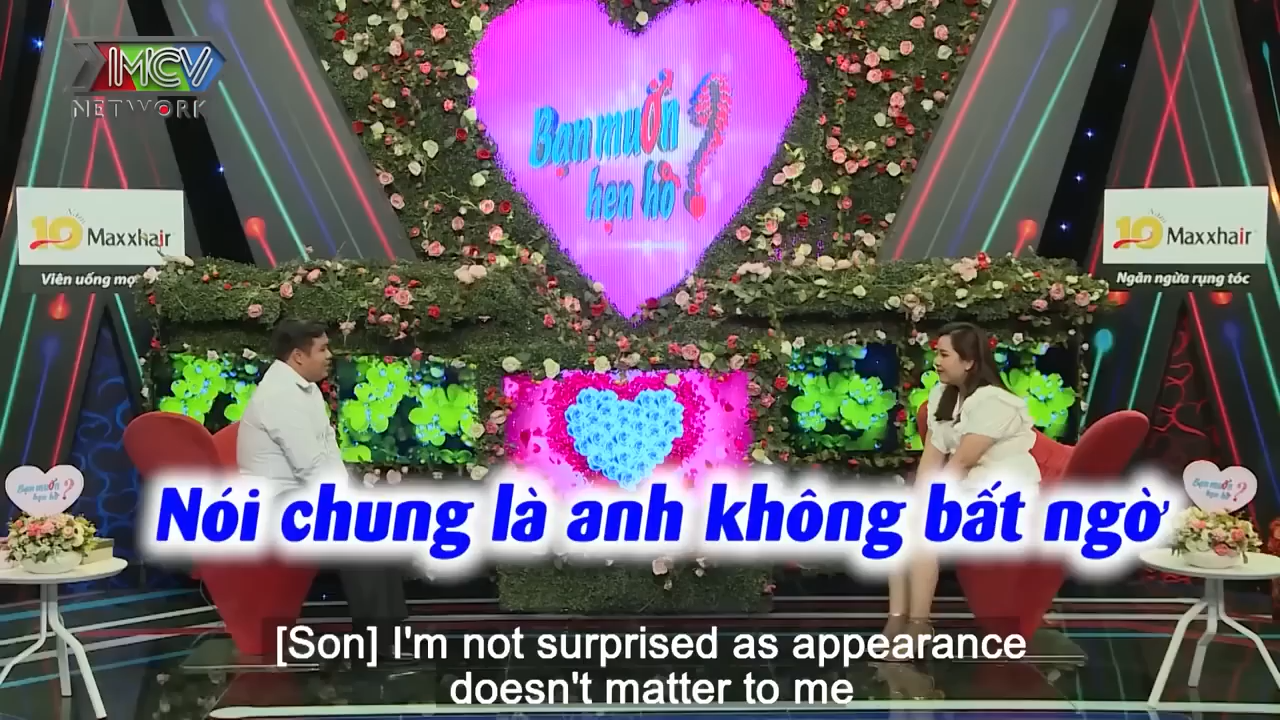 MCV
NETWORK
Bạn muốn
hẹn hò ?
10 Năm Maxxhair
Viên uống mọ
10 Năm Maxxhair
Ngăn ngừa rụng tóc
Bạn muốn
hẹn hò ?
Bạn muốn
hẹn hò ?
Nói chung là anh không bất ngờ
[Son] I'm not surprised as appearance
doesn't matter to me